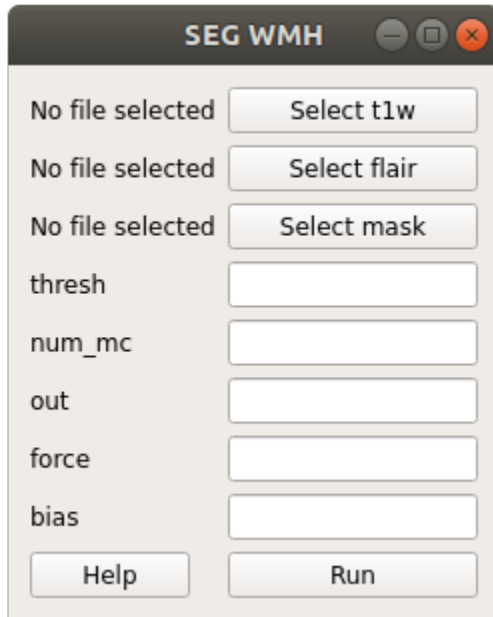 SEG WMH
No file selected Select t1w
No file selected Select flair
No file selected Select mask
thresh
num_mc
out
force
bias
Help Run